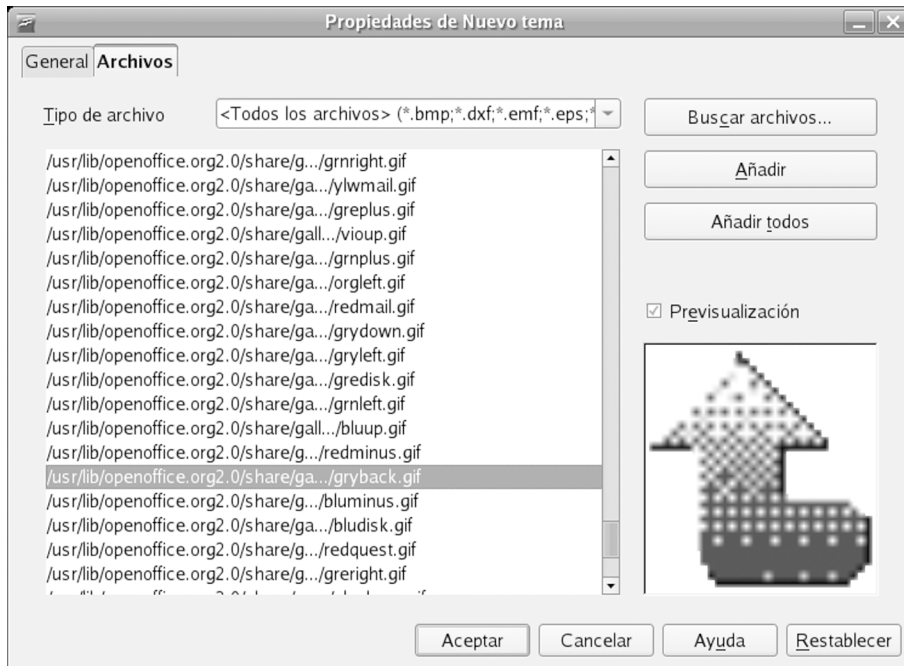 Propiedades de Nuevo tema
General Archivos
Tipo de archivo
<Todos los archivos> (*.bmp;*.dxf;*.emf;*.eps;*
Buscar archivos...
Añadir
Añadir todos
/usr/lib/openoffice.org2.0/share/g.../grnright.gif
/usr/lib/openoffice.org2.0/share/ga.../ylwmail.gif
/usr/lib/openoffice.org2.0/share/ga.../greplus.gif
/usr/lib/openoffice.org2.0/share/gall.../vioup.gif
/usr/lib/openoffice.org2.0/share/ga.../grnplus.gif
/usr/lib/openoffice.org2.0/share/ga.../orgleft.gif
/usr/lib/openoffice.org2.0/share/ga.../redmail.gif
/usr/lib/openoffice.org2.0/share/ga.../grydown.gif
/usr/lib/openoffice.org2.0/share/ga.../gryleft.gif
/usr/lib/openoffice.org2.0/share/ga.../gredisk.gif
/usr/lib/openoffice.org2.0/share/ga.../grnleft.gif
/usr/lib/openoffice.org2.0/share/gall.../bluup.gif
/usr/lib/openoffice.org2.0/share/g.../redminus.gif
/usr/lib/openoffice.org2.0/share/ga.../gryback.gif
/usr/lib/openoffice.org2.0/share/g.../bluminus.gif
/usr/lib/openoffice.org2.0/share/ga.../bludisk.gif
/usr/lib/openoffice.org2.0/share/g.../redquest.gif
/usr/lib/openoffice.org2.0/share/g.../greright.gif
Previsualización
Aceptar
Cancelar
Ayuda
Restablecer